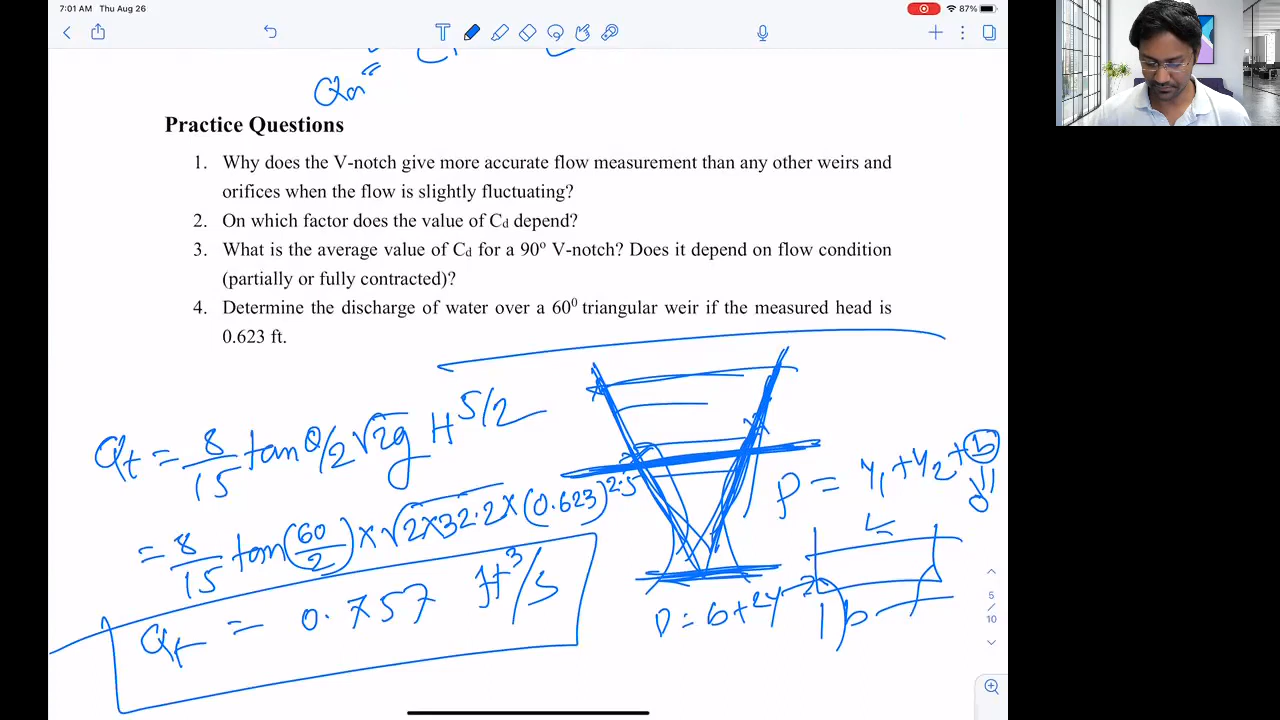 7:01 AM Thu Aug 26
87%
T
Practice Questions
1. Why does the V-notch give more accurate flow measurement than any other weirs and
orifices when the flow is slightly fluctuating?
2. On which factor does the value of Cd depend?
3. What is the average value of Cd for a 90° V-notch? Does it depend on flow condition
(partially or fully contracted)?
4. Determine the discharge of water over a 60⁰ triangular weir if the measured head is
0.623 ft.
Qt = 8/15 tan θ/2 √2g H^5/2
= 8/15 tan(60/2) × √2×32.2 × (0.623)^2.5
Qt = 0.757 ft³/s
P = y1 + y2 + b
0
P = b + 2y
b
5
/
10